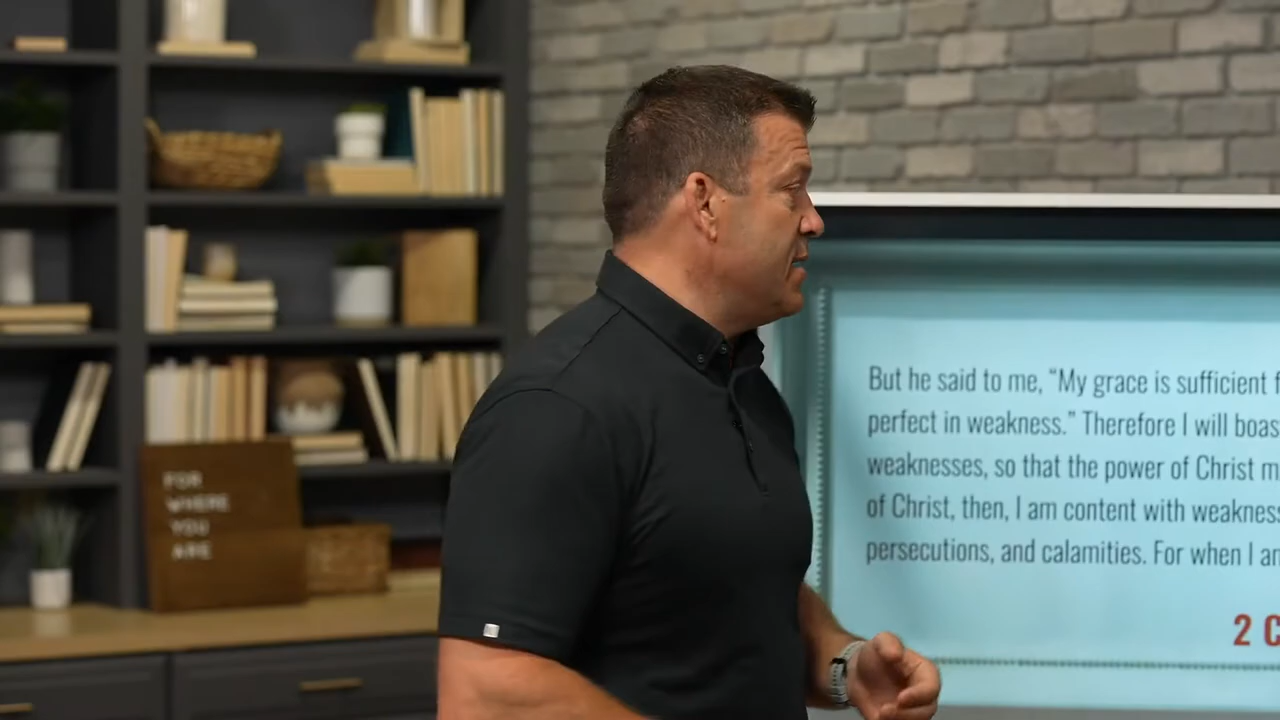 FOR
WHERE
YOU
ARE
But he said to me, “My grace is sufficient f
perfect in weakness.” Therefore I will boas
weaknesses, so that the power of Christ m
of Christ, then, I am content with weakness
persecutions, and calamities. For when I am
2 C